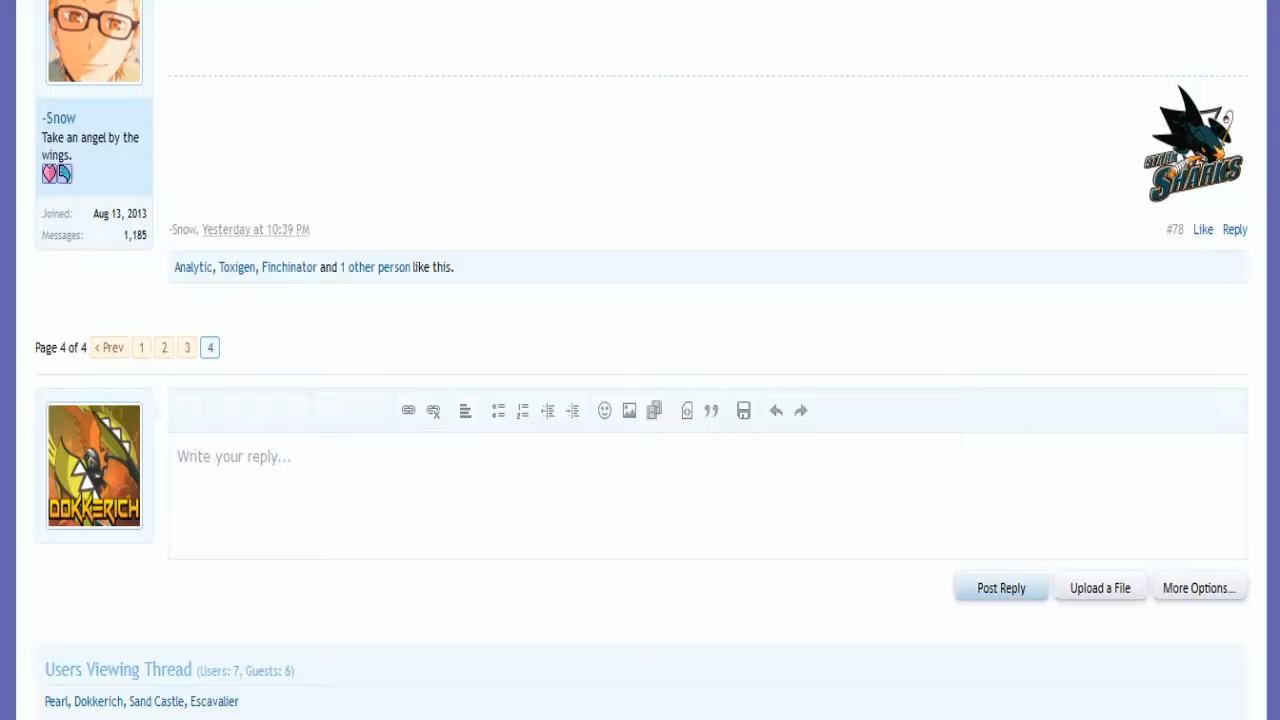 -Snow
Take an angel by the
wings.
Joined: Aug 13, 2013
Messages: 1,185
SHARKS
-Snow, Yesterday at 10:39 PM
#78 Like Reply
Analytic, Toxigen, Finchinator and 1 other person like this.
Page 4 of 4 < Prev 1 2 3 4
Write your reply...
DOKKERICH
Post Reply Upload a File More Options...
Users Viewing Thread (Users: 7, Guests: 6)
Pearl, Dokkerich, Sand Castle, Escavalier